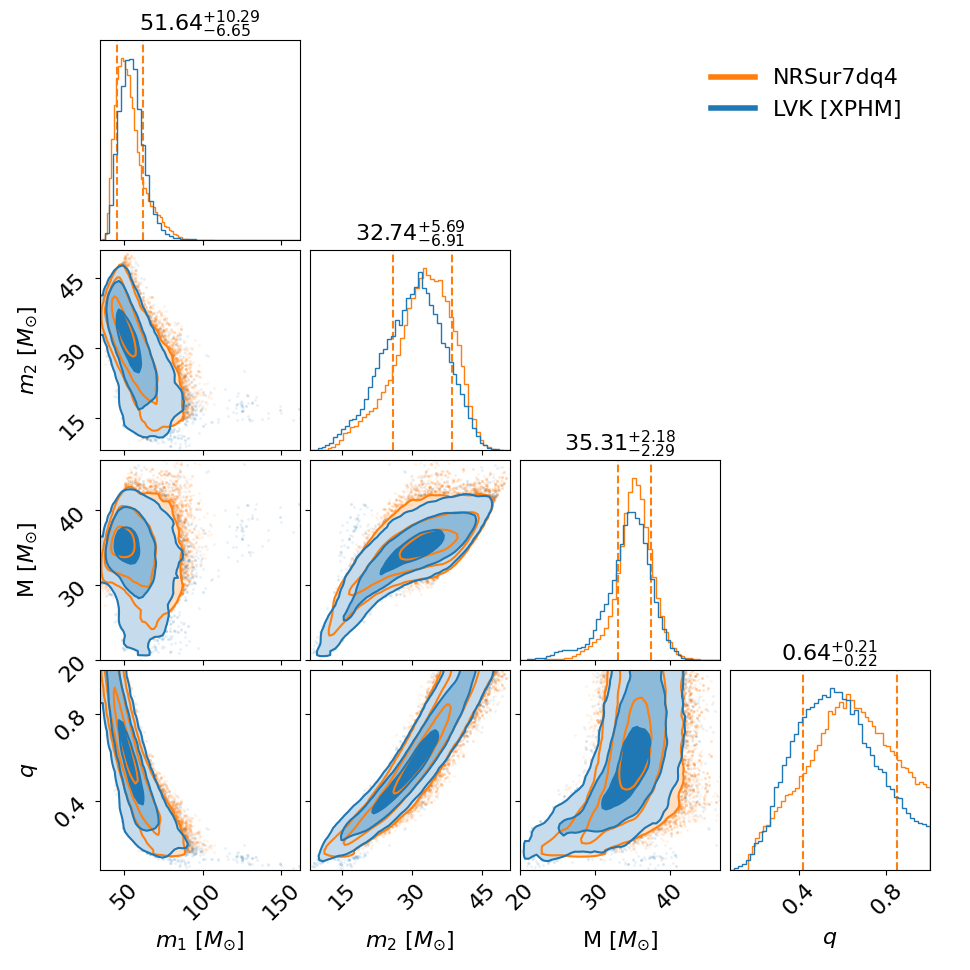 51.64+10.29−6.65
NRSur7dq4
LVK [XPHM]
32.74+5.69−6.91
m2 [M⊙]
45
30
15
35.31+2.18−2.29
M [M⊙]
40
30
20
0.64+0.21−0.22
q
0.8
0.4
50 100 150 15 30 45 20 30 40 0.4 0.8
m1 [M⊙] m2 [M⊙] M [M⊙] q